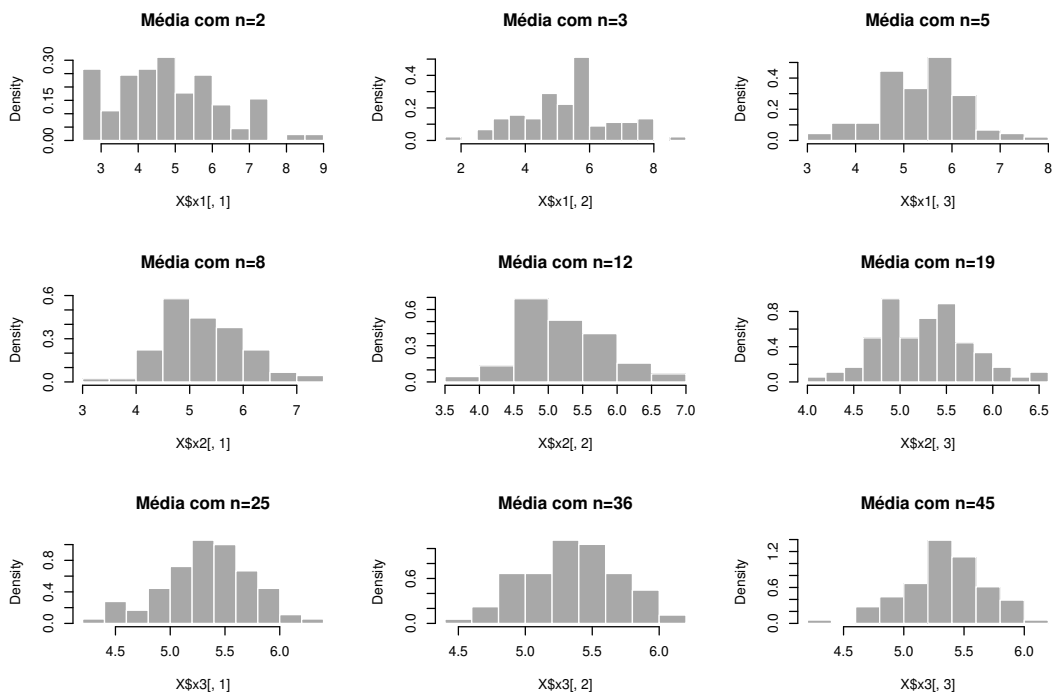 Média com n=2
Density
0.00 0.15 0.30
3 4 5 6 7 8 9
X$x1[, 1]
Média com n=3
Density
0.0 0.2 0.4
2 4 6 8
X$x1[, 2]
Média com n=5
Density
0.0 0.2 0.4
3 4 5 6 7 8
X$x1[, 3]
Média com n=8
Density
0.0 0.3 0.6
3 4 5 6 7
X$x2[, 1]
Média com n=12
Density
0.0 0.3 0.6
3.5 4.0 4.5 5.0 5.5 6.0 6.5 7.0
X$x2[, 2]
Média com n=19
Density
0.0 0.4 0.8
4.0 4.5 5.0 5.5 6.0 6.5
X$x2[, 3]
Média com n=25
Density
0.0 0.4 0.8
4.5 5.0 5.5 6.0
X$x3[, 1]
Média com n=36
Density
0.0 0.6
4.5 5.0 5.5 6.0
X$x3[, 2]
Média com n=45
Density
0.0 0.6 1.2
4.5 5.0 5.5 6.0
X$x3[, 3]